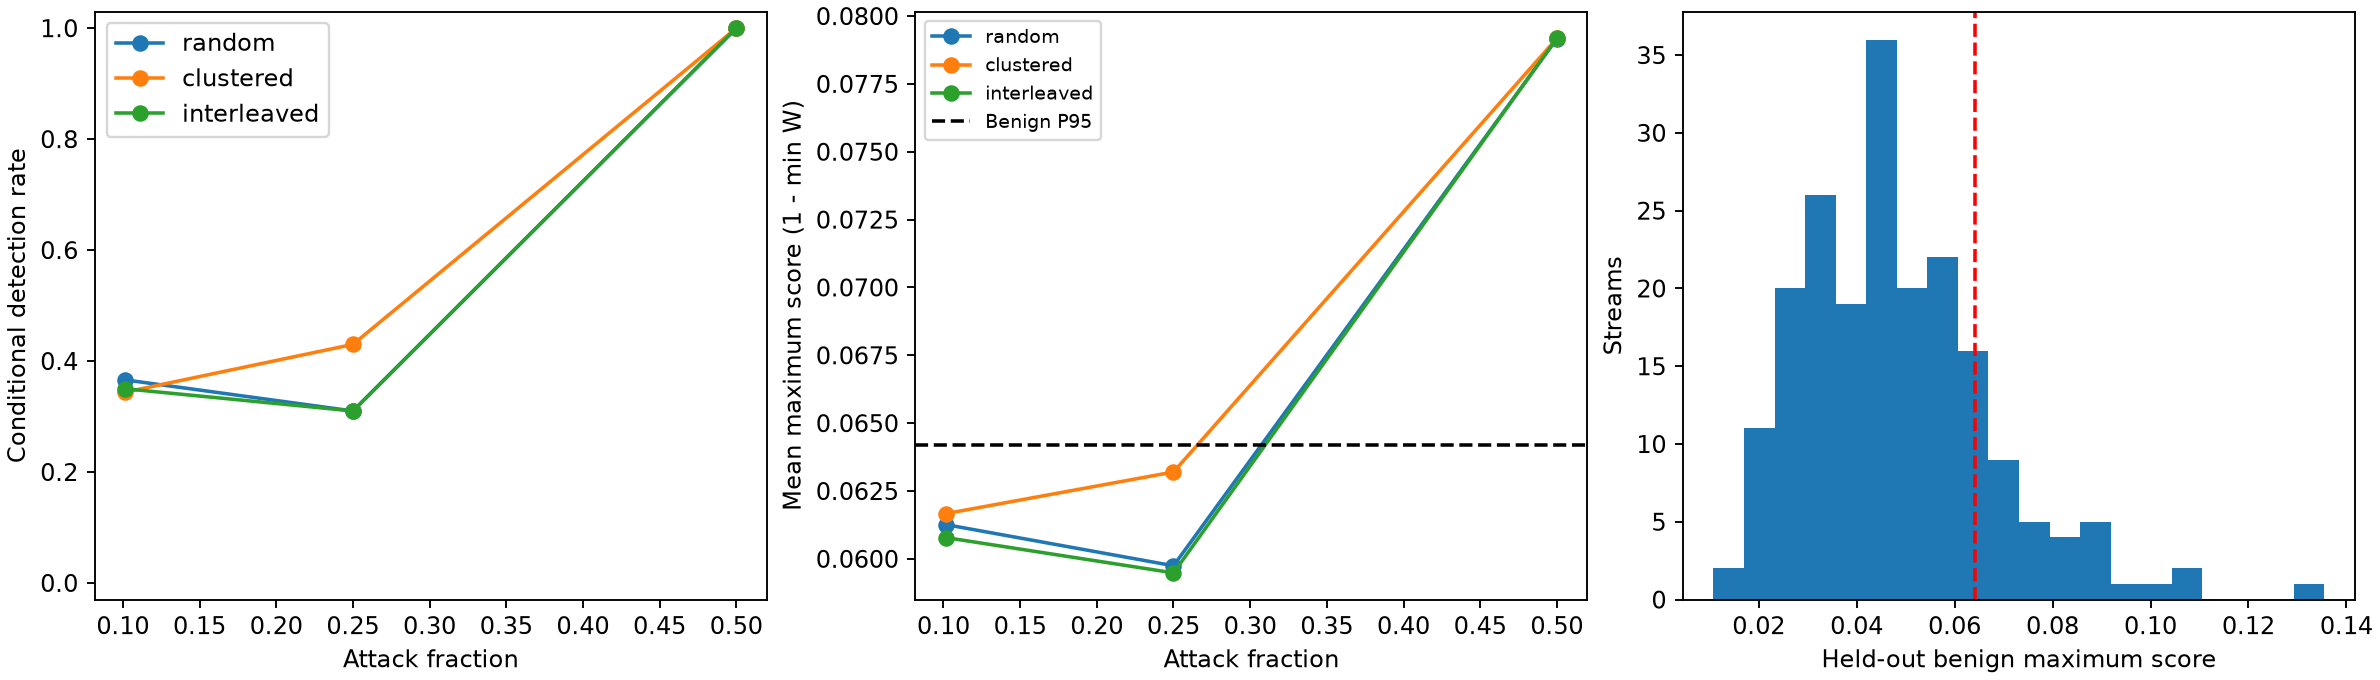 Conditional detection rate
1.0
0.8
0.6
0.4
0.2
0.0
random
clustered
interleaved
0.10 0.15 0.20 0.25 0.30 0.35 0.40 0.45 0.50
Attack fraction
Mean maximum score (1 - min W)
0.0800
0.0775
0.0750
0.0725
0.0700
0.0675
0.0650
0.0625
0.0600
random
clustered
interleaved
Benign P95
0.10 0.15 0.20 0.25 0.30 0.35 0.40 0.45 0.50
Attack fraction
Streams
35
30
25
20
15
10
5
0
0.02 0.04 0.06 0.08 0.10 0.12 0.14
Held-out benign maximum score